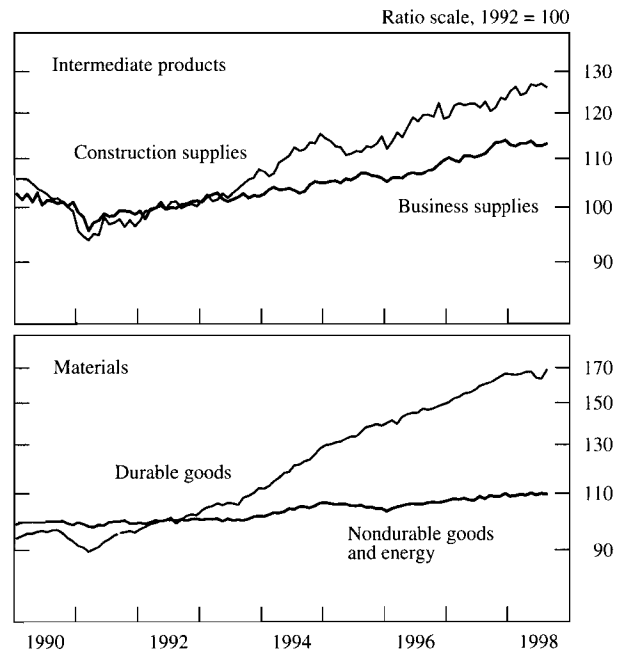 Ratio scale, 1992 = 100
Intermediate products
130
120
Construction supplies
110
Business supplies
100
90
Materials
170
150
130
Durable goods
110
Nondurable goods
and energy
90
1990 1992 1994 1996 1998